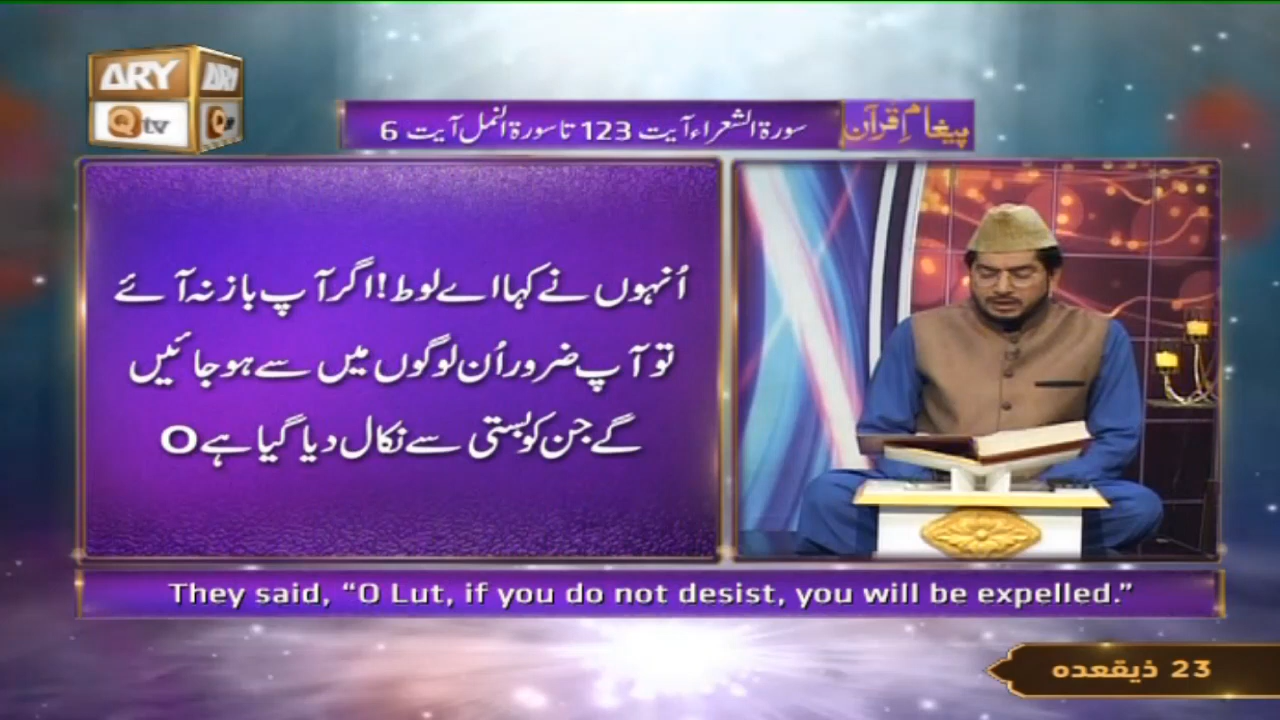 ARY ARY
Qtv Q
پیغامِ قرآن
سورۃ الشعراء آیت 123 تا سورۃ النمل آیت 6
اُنہوں نے کہا اے لوط! اگر آپ باز نہ آئے
تو آپ ضرور اُن لوگوں میں سے ہو جائیں
گے جن کو بستی سے نکال دیا گیا ہے O
They said, “O Lut, if you do not desist, you will be expelled.”
23 ذیقعدہ